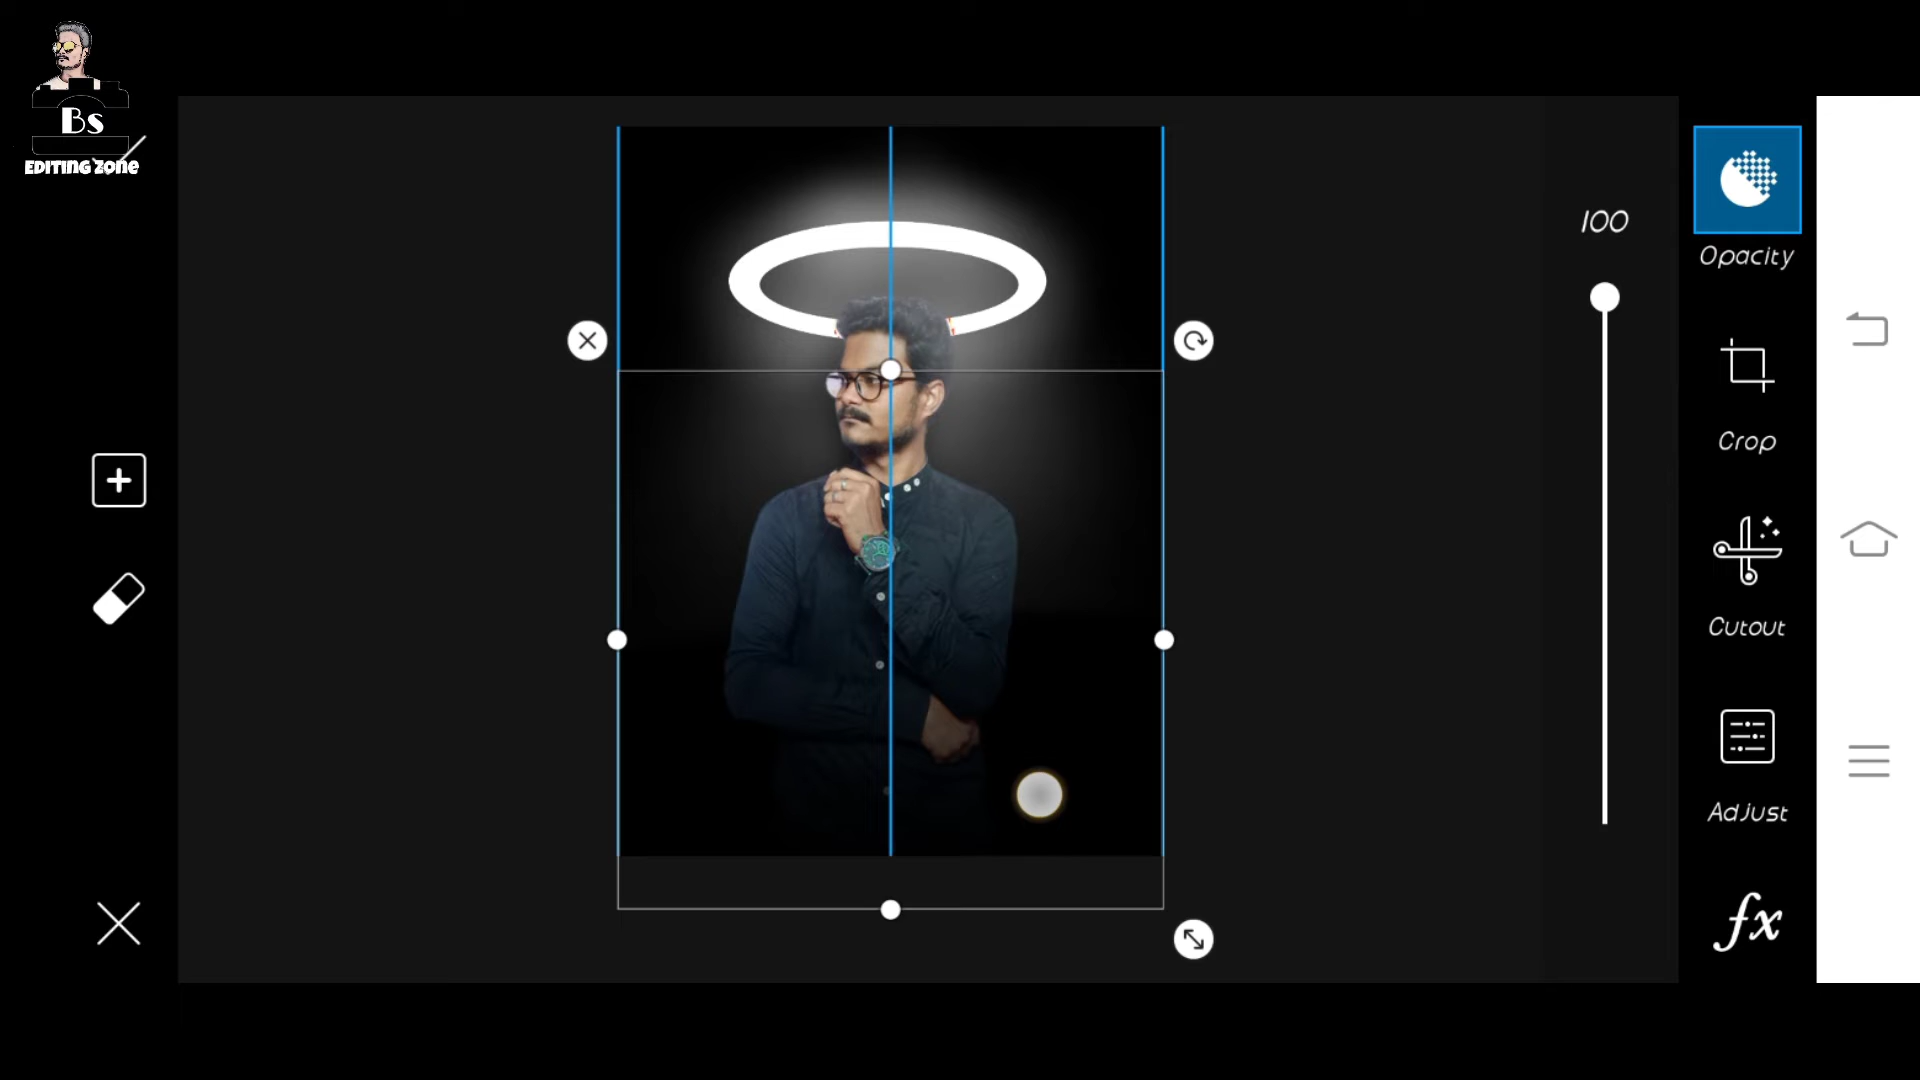 Bs
EDITING ZONE
100
Opacity
Crop
Cutout
Adjust
fx